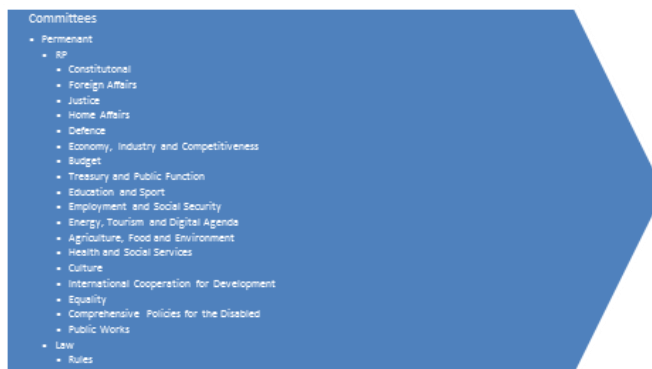 Committees
Permenant
RP
Constitutonal
Foreign Affairs
Justice
Home Affairs
Defence
Economy, Industry and Competitiveness
Budget
Treasury and Public Function
Education and Sport
Employment and Social Security
Energy, Tourism and Digital Agenda
Agriculture, Food and Environment
Health and Social Services
Culture
International Cooperation for Development
Equality
Comprehensive Policies for the Disabled
Public Works
Law
Rules